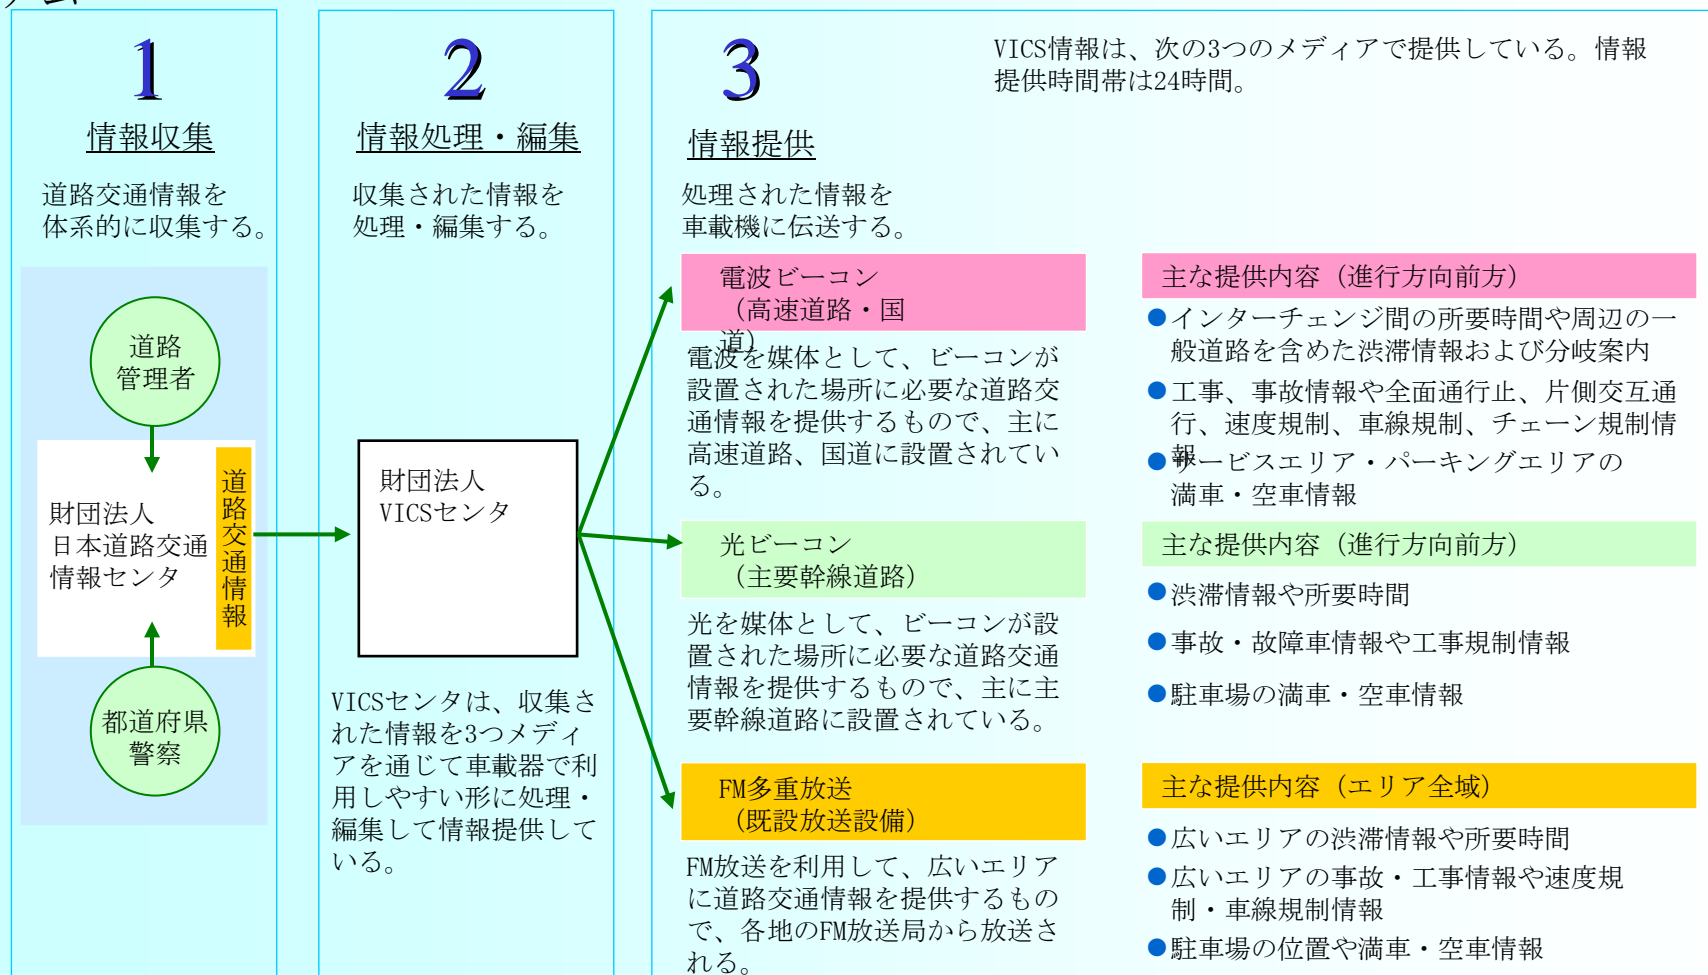 1
情報収集
道路交通情報を
体系的に収集する。
道路
管理者
財団法人
日本道路交通
情報センタ
道路交通情報
都道府県
警察
2
情報処理・編集
収集された情報を
処理・編集する。
財団法人
VICSセンタ
VICSセンタは、収集さ
れた情報を3つメディ
アを通じて車載器で利
用しやすい形に処理・
編集して情報提供して
いる。
3
情報提供
処理された情報を
車載機に伝送する。
VICS情報は、次の3つのメディアで提供している。情報
提供時間帯は24時間。
電波ビーコン
（高速道路・国
道）
電波を媒体として、ビーコンが
設置された場所に必要な道路交
通情報を提供するもので、主に
高速道路、国道に設置されてい
る。
主な提供内容（進行方向前方）
●インターチェンジ間の所要時間や周辺の一
般道路を含めた渋滞情報および分岐案内
●工事、事故情報や全面通行止、片側交互通
行、速度規制、車線規制、チェーン規制情
報
●サービスエリア・パーキングエリアの
満車・空車情報
光ビーコン
（主要幹線道路）
光を媒体として、ビーコンが設
置された場所に必要な道路交通
情報を提供するもので、主に主
要幹線道路に設置されている。
主な提供内容（進行方向前方）
●渋滞情報や所要時間
●事故・故障車情報や工事規制情報
●駐車場の満車・空車情報
FM多重放送
（既設放送設備）
FM放送を利用して、広いエリア
に道路交通情報を提供するもの
で、各地のFM放送局から放送さ
れる。
主な提供内容（エリア全域）
●広いエリアの渋滞情報や所要時間
●広いエリアの事故・工事情報や速度規
制・車線規制情報
●駐車場の位置や満車・空車情報